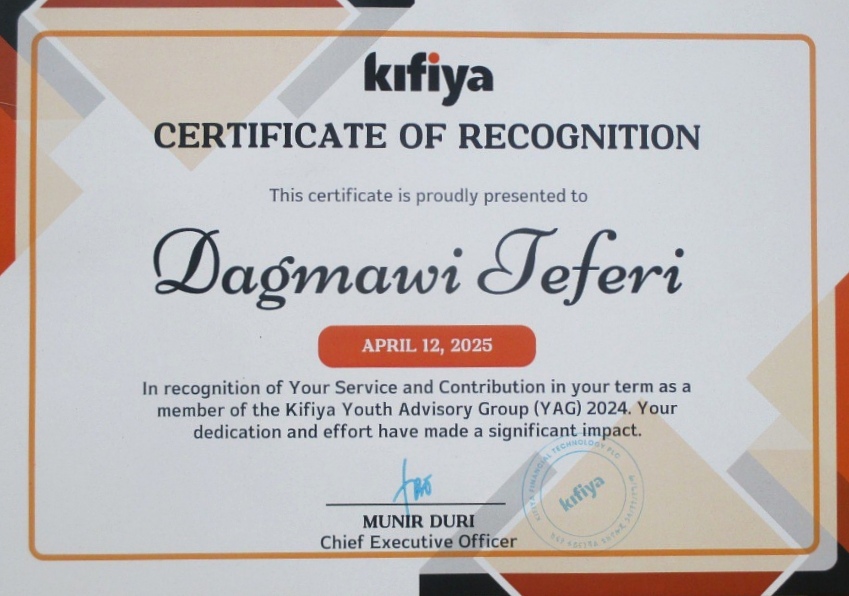 kifiya
CERTIFICATE OF RECOGNITION
This certificate is proudly presented to
Dagmawi Teferi
APRIL 12, 2025
In recognition of Your Service and Contribution in your term as a
member of the Kifiya Youth Advisory Group (YAG) 2024. Your
dedication and effort have made a significant impact.
KIFIYA FINANCIAL TECHNOLOGY PLC
kifiya
MUNIR DURI
Chief Executive Officer